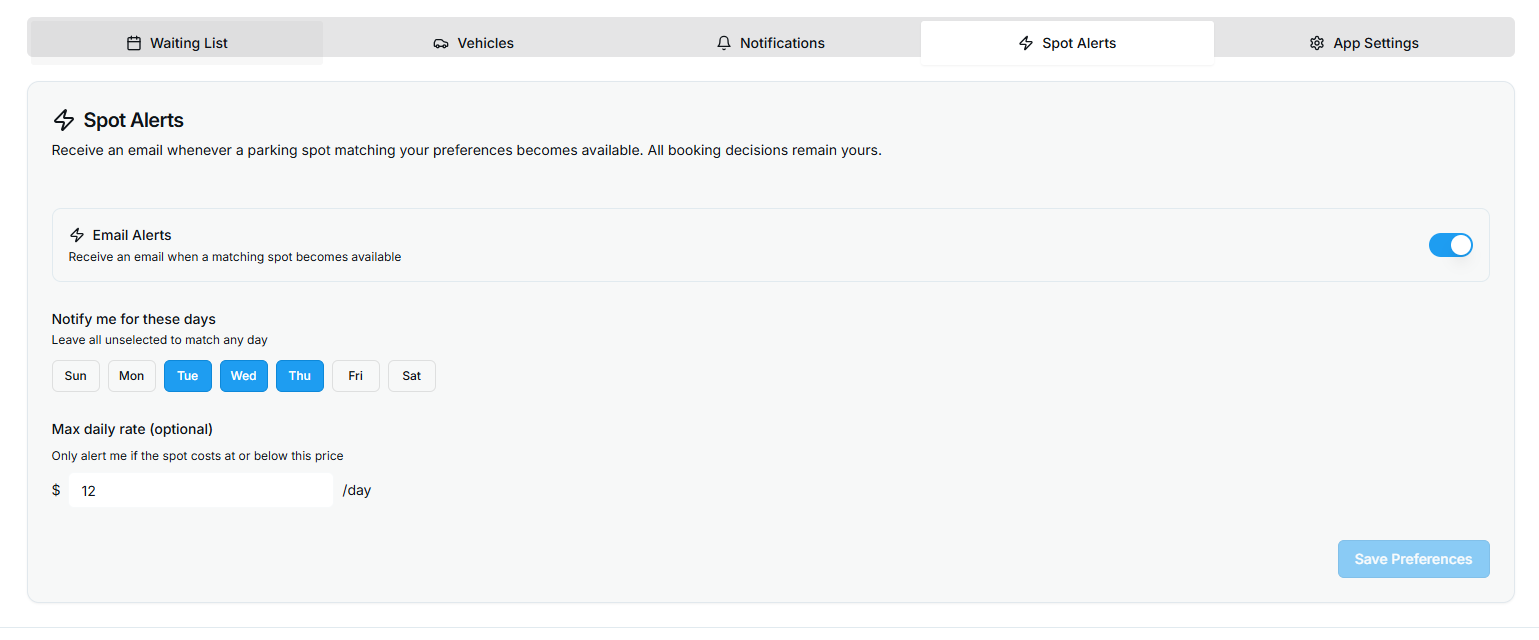 Waiting List
Vehicles
Notifications
Spot Alerts
App Settings
Spot Alerts
Receive an email whenever a parking spot matching your preferences becomes available. All booking decisions remain yours.
Email Alerts
Receive an email when a matching spot becomes available
Notify me for these days
Leave all unselected to match any day
Sun Mon Tue Wed Thu Fri Sat
Max daily rate (optional)
Only alert me if the spot costs at or below this price
$ 12 /day
Save Preferences